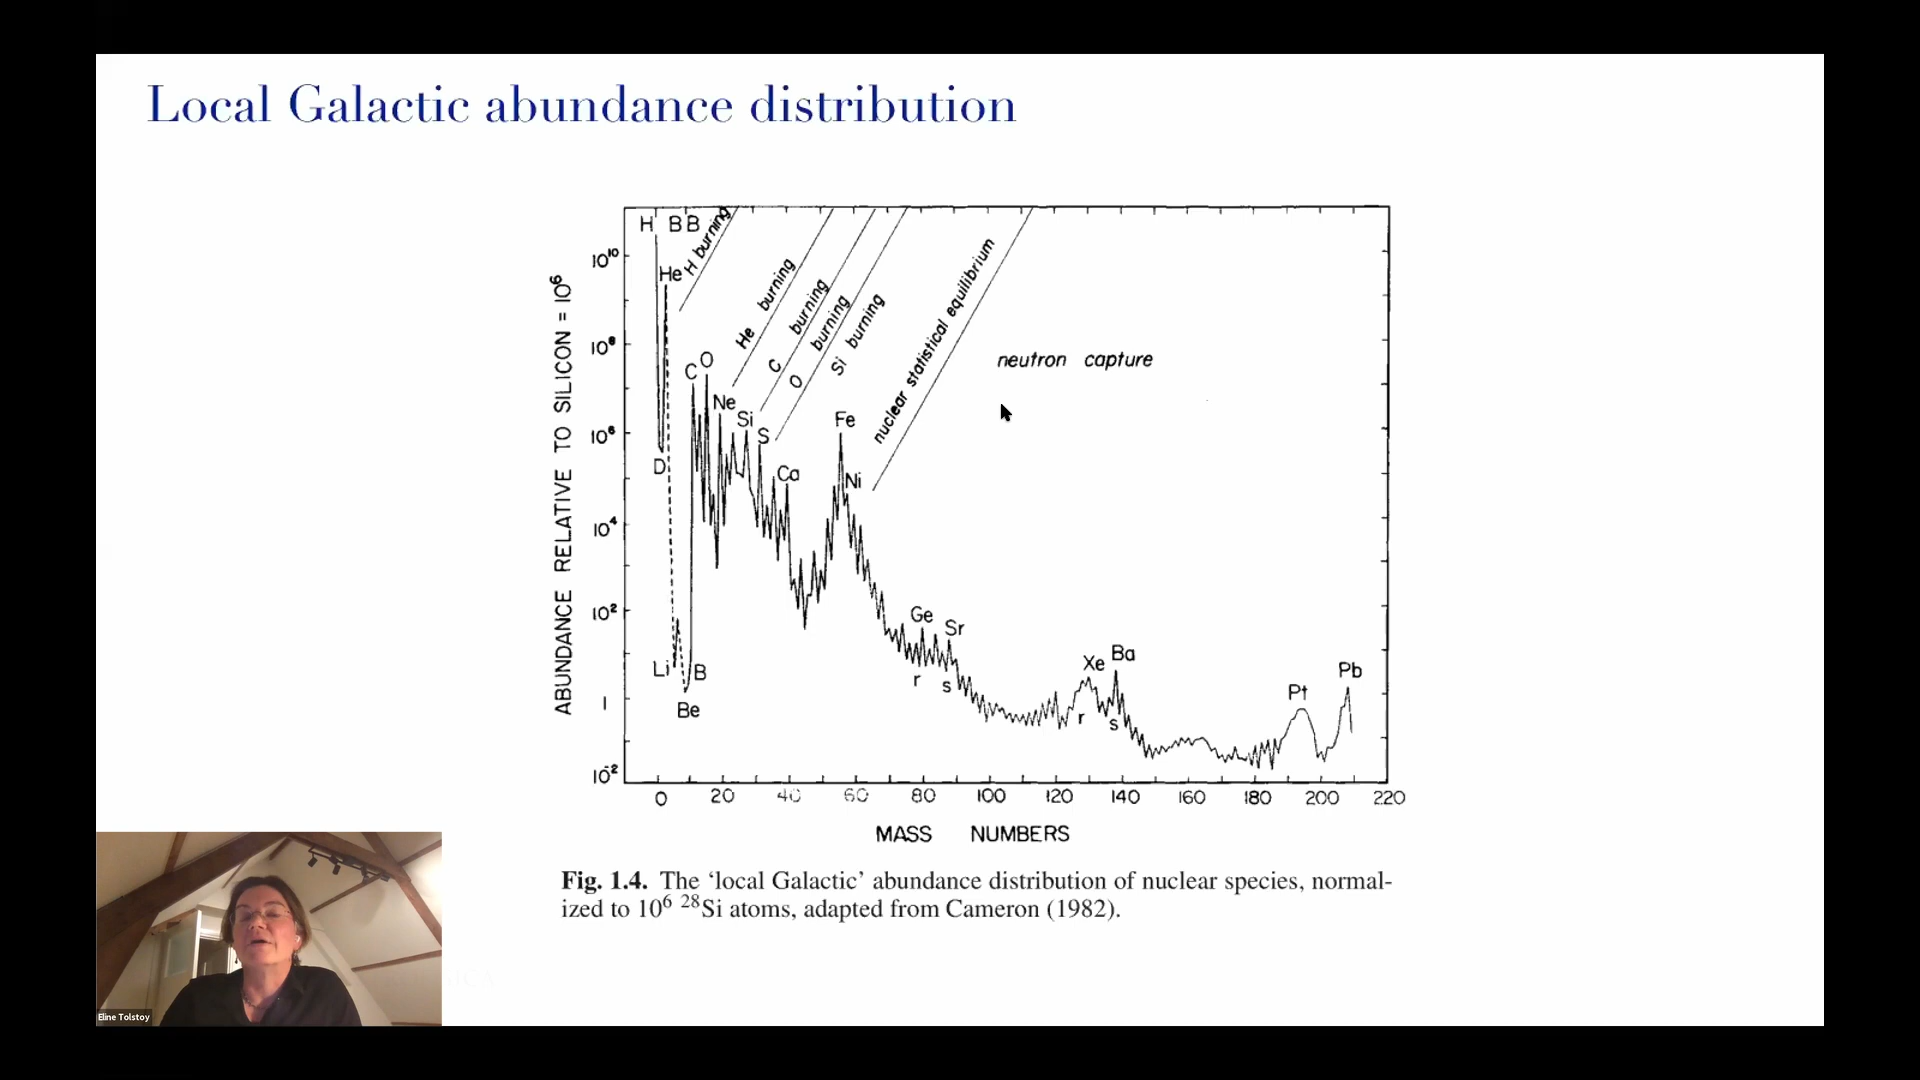 Local Galactic abundance distribution
H BB
H burning
He burning
C burning
O burning
Si burning
nuclear statistical equilibrium
neutron capture
ABUNDANCE RELATIVE TO SILICON = 10⁶
10¹⁰
10⁸
10⁶
10⁴
10²
1
10⁻²
He
D
Li
Be
B
C
O
Ne
Si
S
Ca
Fe
Ni
Ge
Sr
r
s
Xe
Ba
r
s
Pt
Pb
0 20 40 60 80 100 120 140 160 180 200 220
MASS NUMBERS
Fig. 1.4. The ‘local Galactic’ abundance distribution of nuclear species, normal-
ized to 10⁶ ²⁸Si atoms, adapted from Cameron (1982).
Eline Tolstoy